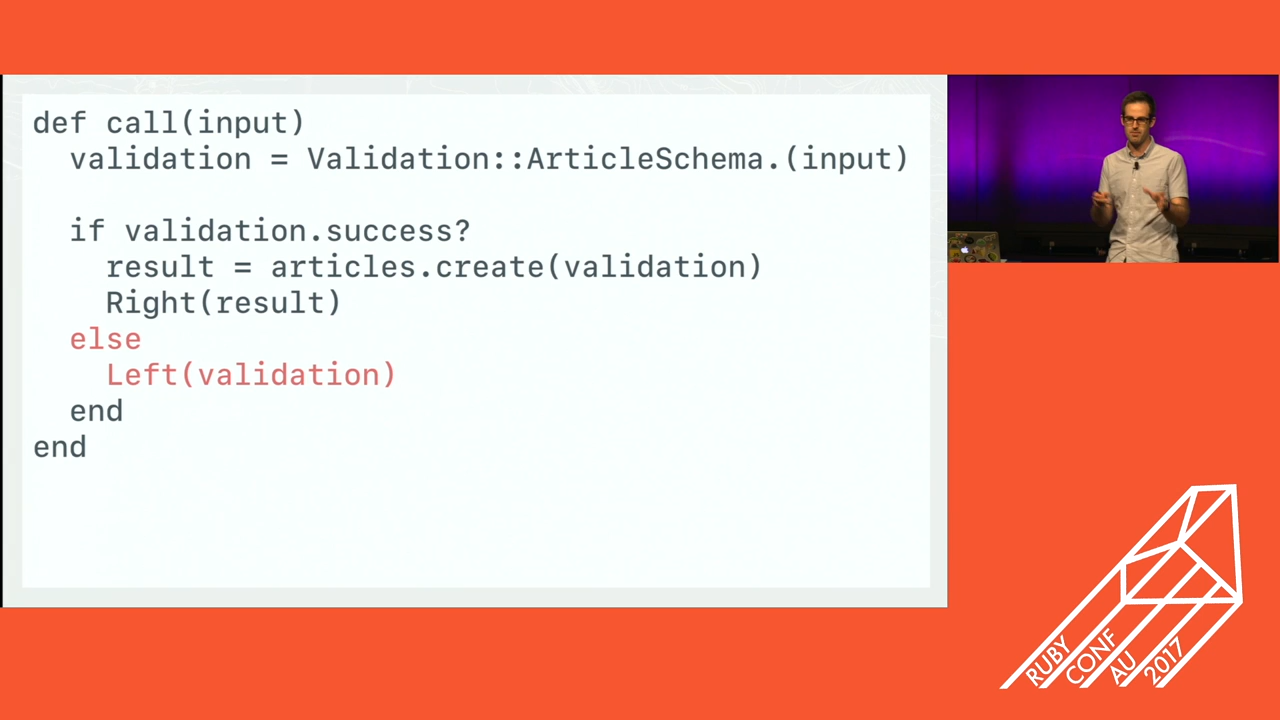 def call(input)
  validation = Validation::ArticleSchema.(input)

  if validation.success?
    result = articles.create(validation)
    Right(result)
  else
    Left(validation)
  end
end
RUBY
CONF
AU
2017